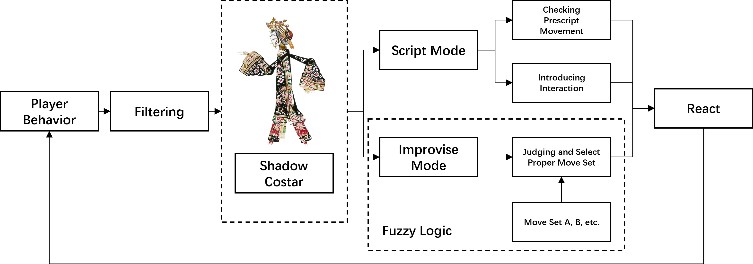 Player
Behavior
Filtering
Shadow
Costar
Script Mode
Checking
Prescript
Movement
Introducing
Interaction
Improvise
Mode
Judging and Select
Proper Move Set
Move Set A, B, etc.
Fuzzy Logic
React